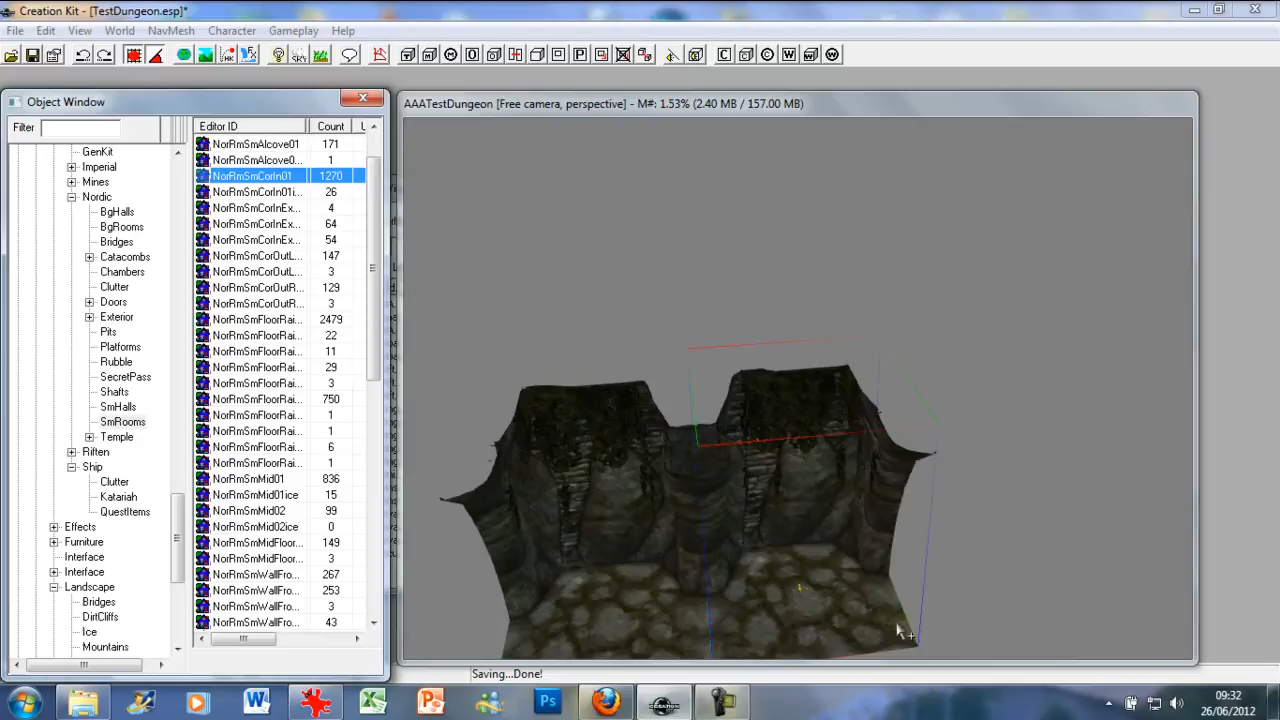 Creation Kit - [TestDungeon.esp]*
File Edit View World NavMesh Character Gameplay Help
Object Window
Filter
GenKit
Imperial
Mines
Nordic
BgHalls
BgRooms
Bridges
Catacombs
Chambers
Clutter
Doors
Exterior
Pits
Platforms
Rubble
SecretPass
Shafts
SmHalls
SmRooms
Temple
Riften
Ship
Clutter
Katariah
QuestItems
Effects
Furniture
Interface
Interface
Landscape
Bridges
DirtCliffs
Ice
Mountains
Editor ID Count U
NorRmSmAlcove01 171
NorRmSmAlcove0... 1
NorRmSmCorIn01 1270
NorRmSmCorIn01i... 26
NorRmSmCorInEx... 4
NorRmSmCorInEx... 64
NorRmSmCorInEx... 54
NorRmSmCorOutL... 147
NorRmSmCorOutL... 3
NorRmSmCorOutR... 129
NorRmSmCorOutR... 3
NorRmSmFloorRai... 2479
NorRmSmFloorRai... 22
NorRmSmFloorRai... 11
NorRmSmFloorRai... 29
NorRmSmFloorRai... 3
NorRmSmFloorRai... 750
NorRmSmFloorRai... 1
NorRmSmFloorRai... 1
NorRmSmFloorRai... 6
NorRmSmFloorRai... 1
NorRmSmMid01 836
NorRmSmMid01ice 15
NorRmSmMid02 99
NorRmSmMid02ice 0
NorRmSmMidFloor... 149
NorRmSmMidFloor... 3
NorRmSmWallFro... 267
NorRmSmWallFro... 253
NorRmSmWallFro... 3
NorRmSmWallFro... 43
AAATestDungeon [Free camera, perspective] - M#: 1.53% (2.40 MB / 157.00 MB)
Saving...Done!
09:32
26/06/2012